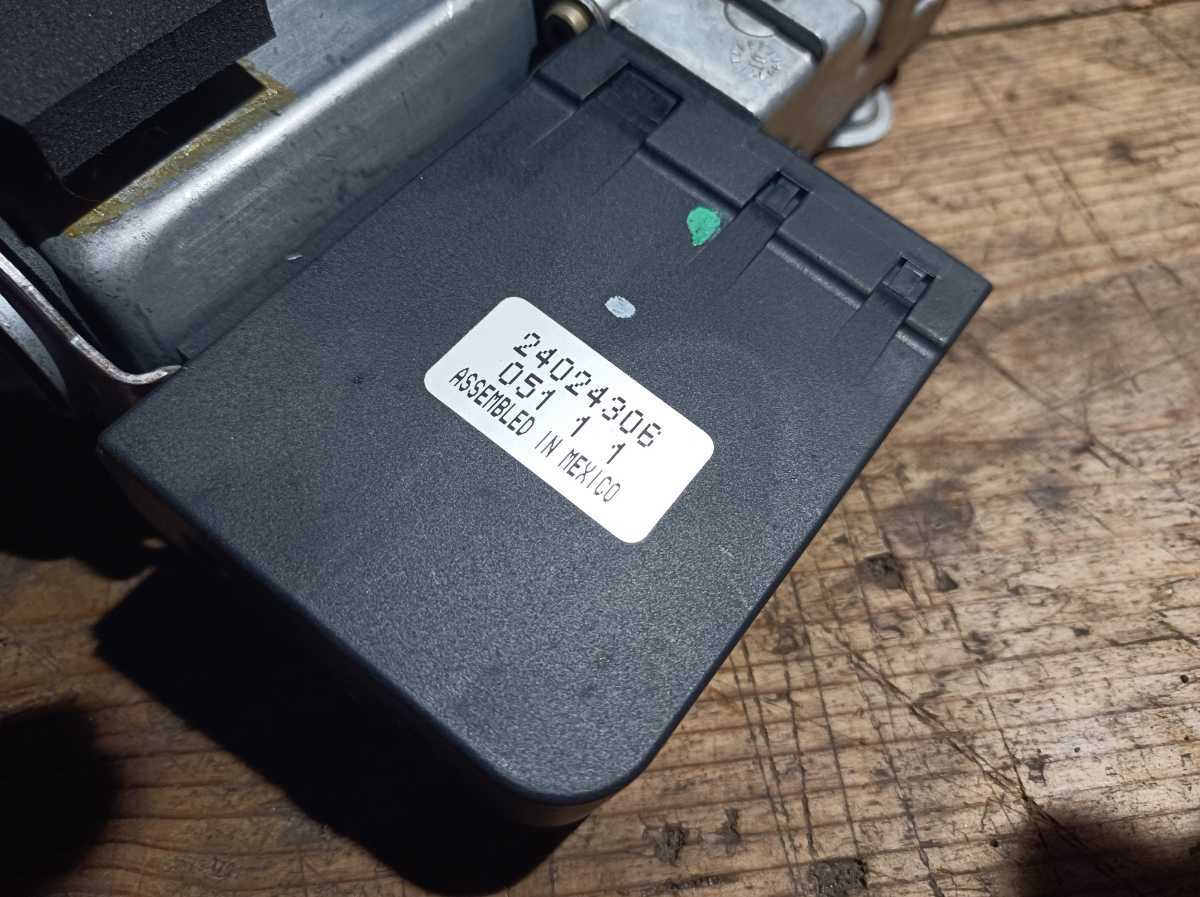 24024306
051 1 1
ASSEMBLED IN MEXICO